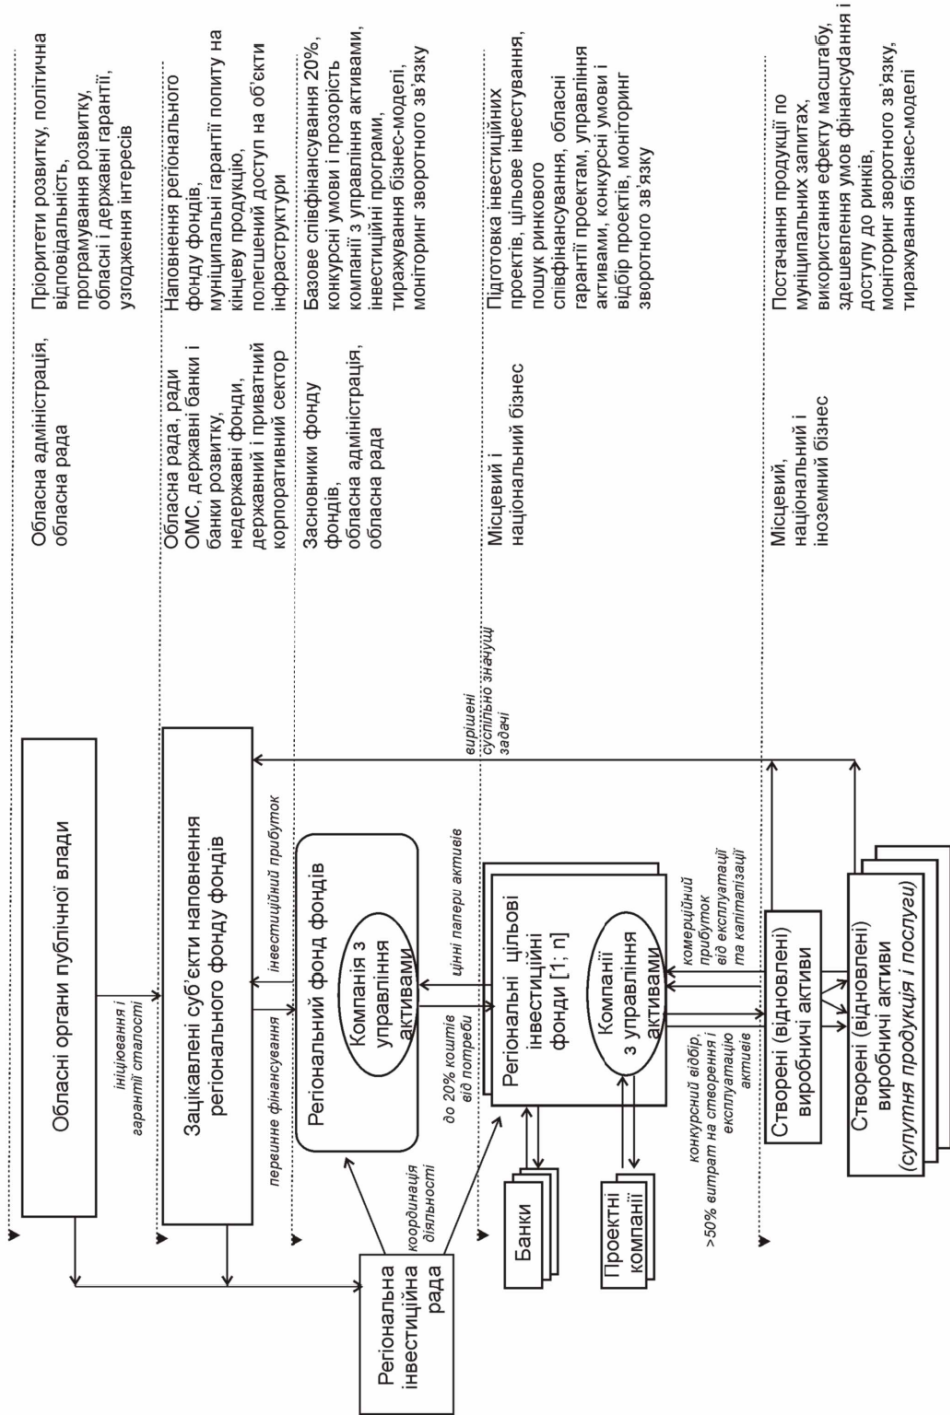 Обласні органи публічної влади
Обласна адміністрація,
обласна рада
Пріоритети розвитку, політична
відповідальність,
програмування розвитку,
обласні і державні гарантії,
узгодження інтересів
ініціювання і
гарантії сталості
Зацікавлені суб’єкти наповнення
регіонального фонду фондів
Обласна рада, ради
ОМС, державні банки і
банки розвитку,
недержавні фонди,
державний і приватний
корпоративний сектор
Наповнення регіонального
фонду фондів,
муніципальні гарантії попиту на
кінцеву продукцію,
полегшений доступ на об’єкти
інфраструктури
первинне фінансування
інвестиційний прибуток
Регіональна
інвестиційна
рада
координація
діяльності
Регіональний фонд фондів
Компанія з
управління
активами
Засновники фонду
фондів,
обласна адміністрація,
обласна рада
Базове співфінансування 20%,
конкурсні умови і прозорість
компанії з управління активами,
інвестиційні програми,
тиражування бізнес-моделі,
моніторинг зворотного зв’язку
до 20% коштів
від потреби
цінні папери активів
вирішені
суспільно значущі
задачі
Банки
Проектні
компанії
Регіональні цільові
інвестиційні
фонди [1; n]
Компанії
з управління
активами
Місцевий і
національний бізнес
Підготовка інвестиційних
проектів, цільове інвестування,
пошук ринкового
співфінансування, обласні
гарантії проектам, управління
активами, конкурсні умови і
відбір проектів, моніторинг
зворотного зв’язку
конкурсний відбір,
>50% витрат на створення і
експлуатацію
активів
комерційний
прибуток
від експлуатації
та капіталізації
Створені (відновлені)
виробничі активи
Створені (відновлені)
виробничі активи
(супутня продукція і послуги)
Місцевий,
національний і
іноземний бізнес
Постачання продукції по
муніципальних запитах,
використання ефекту масштабу,
здешевлення умов фінансудання і
доступу до ринків,
моніторинг зворотного зв’язку,
тиражування бізнес-моделі